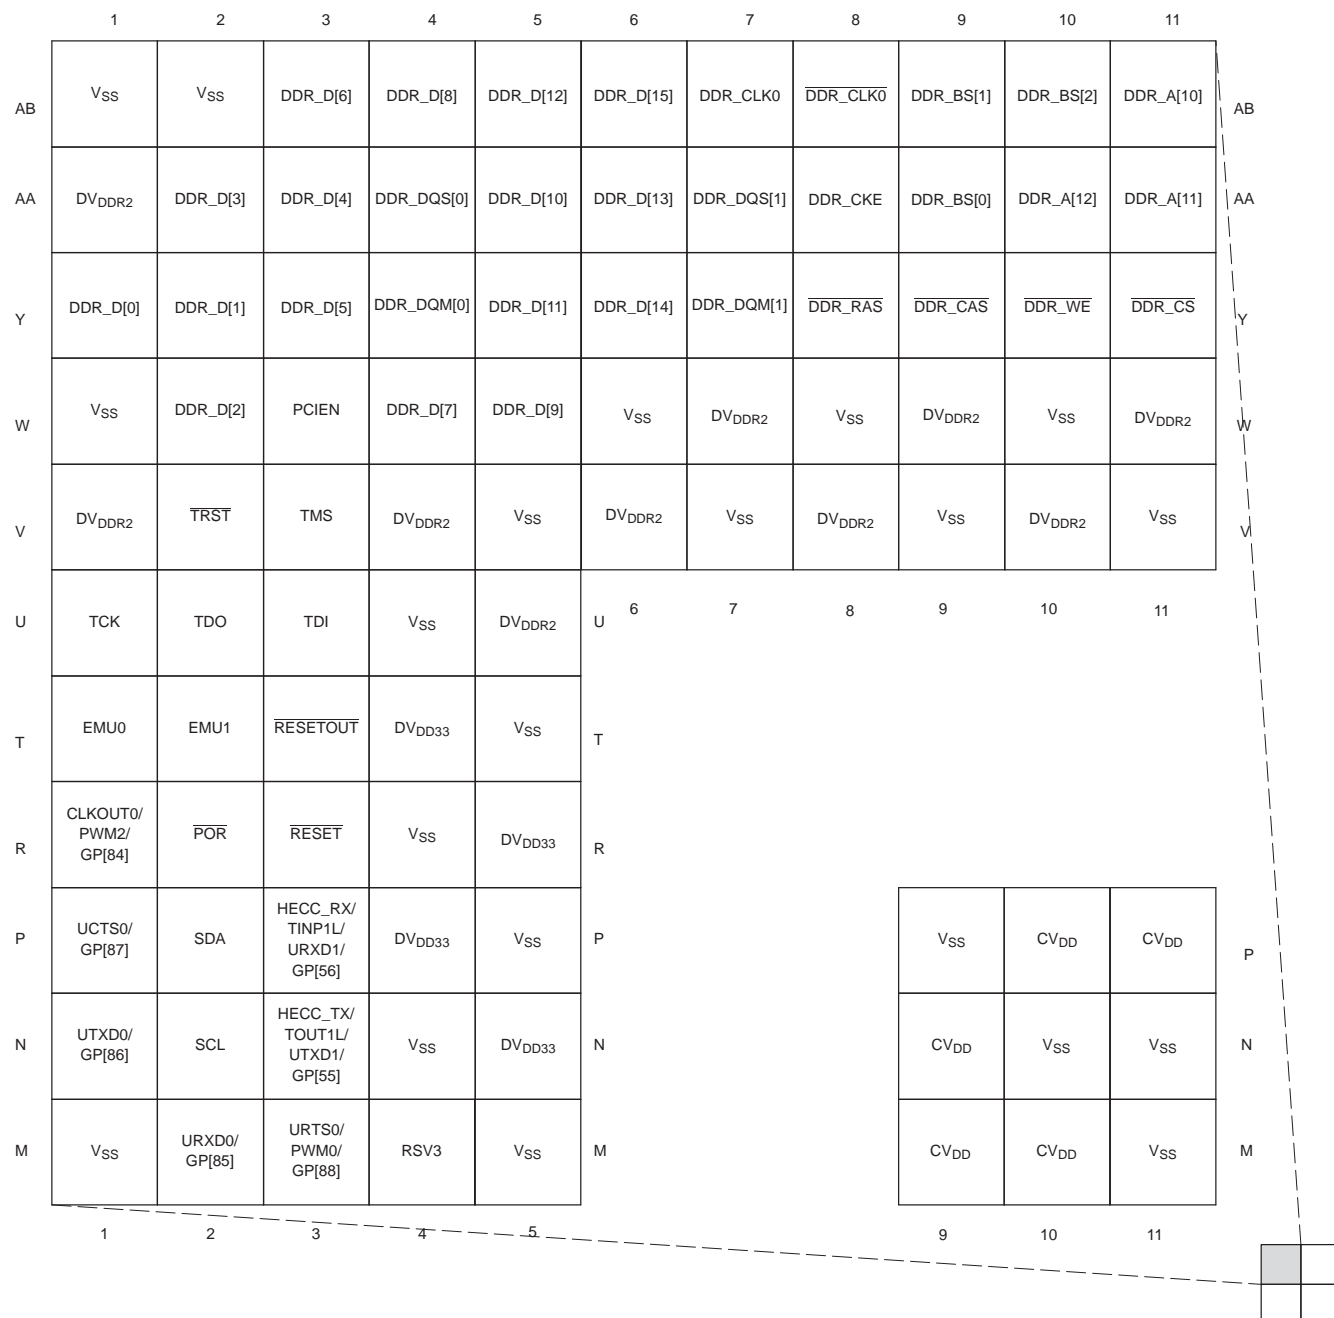 1 2 3 4 5 6 7 8 9 10 11
AB VSS VSS DDR_D[6] DDR_D[8] DDR_D[12] DDR_D[15] DDR_CLK0 DDR_CLK0 DDR_BS[1] DDR_BS[2] DDR_A[10] AB
AA DVDDR2 DDR_D[3] DDR_D[4] DDR_DQS[0] DDR_D[10] DDR_D[13] DDR_DQS[1] DDR_CKE DDR_BS[0] DDR_A[12] DDR_A[11] AA
Y DDR_D[0] DDR_D[1] DDR_D[5] DDR_DQM[0] DDR_D[11] DDR_D[14] DDR_DQM[1] DDR_RAS DDR_CAS DDR_WE DDR_CS Y
W VSS DDR_D[2] PCIEN DDR_D[7] DDR_D[9] VSS DVDDR2 VSS DVDDR2 VSS DVDDR2 W
V DVDDR2 TRST TMS DVDDR2 VSS DVDDR2 VSS DVDDR2 VSS DVDDR2 VSS V
U TCK TDO TDI VSS DVDDR2 U 6 7 8 9 10 11
T EMU0 EMU1 RESETOUT DVDD33 VSS T
R CLKOUT0/
PWM2/
GP[84] POR RESET VSS DVDD33 R
P UCTS0/
GP[87] SDA HECC_RX/
TINP1L/
URXD1/
GP[56] DVDD33 VSS P VSS CVDD CVDD P
N UTXD0/
GP[86] SCL HECC_TX/
TOUT1L/
UTXD1/
GP[55] VSS DVDD33 N CVDD VSS VSS N
M VSS URXD0/
GP[85] URTS0/
PWM0/
GP[88] RSV3 VSS M CVDD CVDD VSS M
1 2 3 4 5 9 10 11